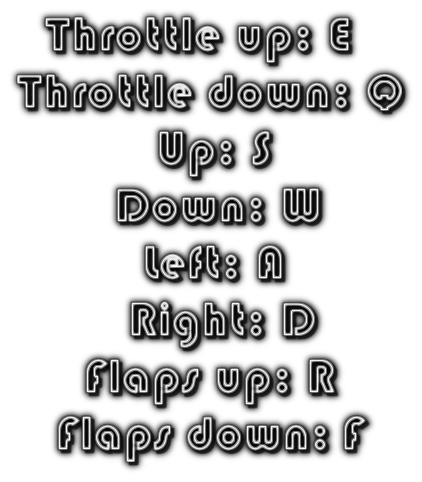 Throttle up: E
Throttle down: Q
Up: S
Down: W
Left: A
Right: D
Flaps up: R
Flaps down: F